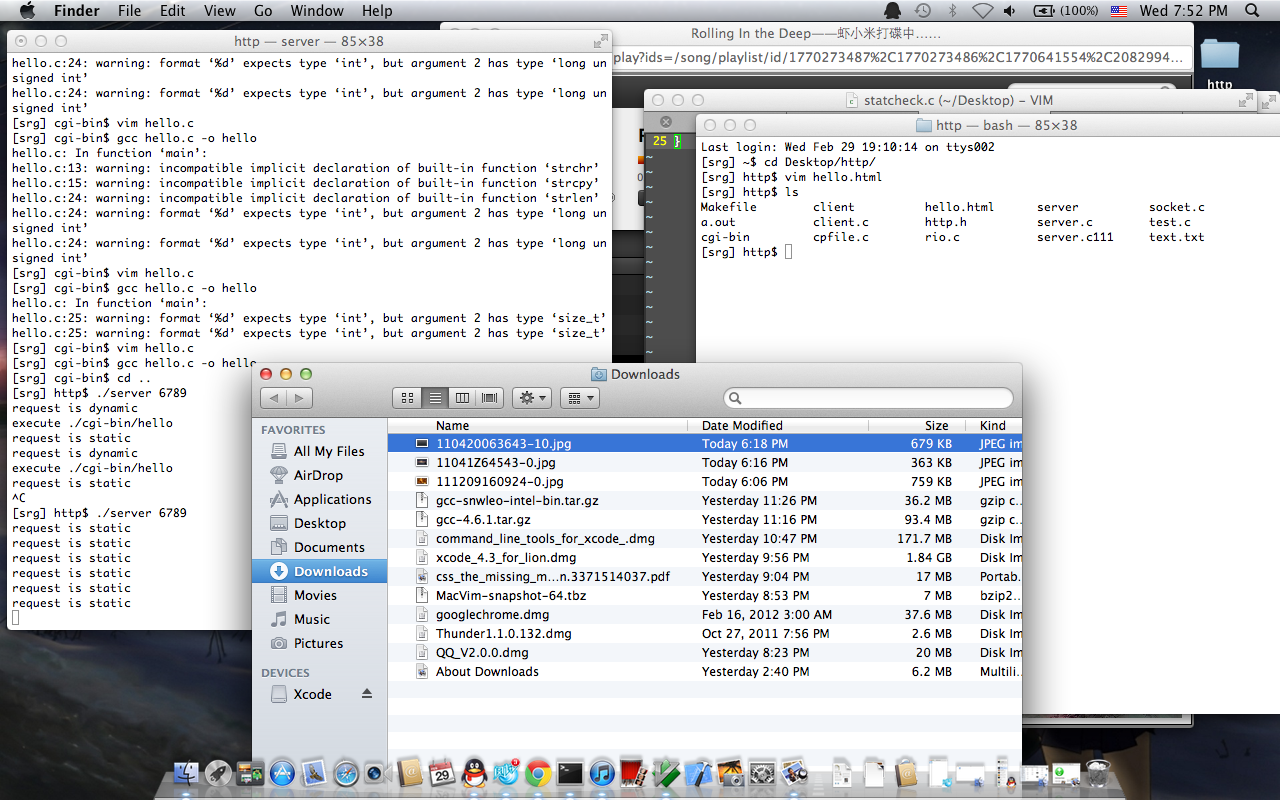 Finder File Edit View Go Window Help (100%) Wed 7:52 PM
http — server — 85×38
hello.c:24: warning: format ‘%d’ expects type ‘int’, but argument 2 has type ‘long un
signed int’
hello.c:24: warning: format ‘%d’ expects type ‘int’, but argument 2 has type ‘long un
signed int’
[srg] cgi-bin$ vim hello.c
[srg] cgi-bin$ gcc hello.c -o hello
hello.c: In function ‘main’:
hello.c:13: warning: incompatible implicit declaration of built-in function ‘strchr’
hello.c:15: warning: incompatible implicit declaration of built-in function ‘strcpy’
hello.c:24: warning: incompatible implicit declaration of built-in function ‘strlen’
hello.c:24: warning: format ‘%d’ expects type ‘int’, but argument 2 has type ‘long un
signed int’
hello.c:24: warning: format ‘%d’ expects type ‘int’, but argument 2 has type ‘long un
signed int’
[srg] cgi-bin$ vim hello.c
[srg] cgi-bin$ gcc hello.c -o hello
hello.c: In function ‘main’:
hello.c:25: warning: format ‘%d’ expects type ‘int’, but argument 2 has type ‘size_t’
hello.c:25: warning: format ‘%d’ expects type ‘int’, but argument 2 has type ‘size_t’
[srg] cgi-bin$ vim hello.c
[srg] cgi-bin$ gcc hello.c -o hello
[srg] cgi-bin$ cd ..
[srg] http$ ./server 6789
request is dynamic
execute ./cgi-bin/hello
request is static
request is dynamic
execute ./cgi-bin/hello
request is static
^C
[srg] http$ ./server 6789
request is static
request is static
request is static
request is static
request is static
request is static
Rolling In the Deep——虾小米打碟中……
play?ids=/song/playlist/id/1770273487%2C1770273486%2C1770641554%2C2082994...
http
statcheck.c (~/Desktop) – VIM
25 }
~
~
~
~
~
~
~
~
~
~
~
~
~
~
http — bash — 85×38
Last login: Wed Feb 29 19:10:14 on ttys002
[srg] ~$ cd Desktop/http/
[srg] http$ vim hello.html
[srg] http$ ls
Makefile client hello.html server socket.c
a.out client.c http.h server.c test.c
cgi-bin cpfile.c rio.c server.c111 text.txt
[srg] http$
Downloads
FAVORITES
All My Files
AirDrop
Applications
Desktop
Documents
Downloads
Movies
Music
Pictures
DEVICES
Xcode
Name Date Modified Size Kind
110420063643-10.jpg Today 6:18 PM 679 KB JPEG im
11041Z64543-0.jpg Today 6:16 PM 363 KB JPEG im
111209160924-0.jpg Today 6:06 PM 759 KB JPEG im
gcc-snwleo-intel-bin.tar.gz Yesterday 11:26 PM 36.2 MB gzip c...
gcc-4.6.1.tar.gz Yesterday 11:16 PM 93.4 MB gzip c...
command_line_tools_for_xcode_.dmg Yesterday 10:47 PM 171.7 MB Disk Im
xcode_4.3_for_lion.dmg Yesterday 9:56 PM 1.84 GB Disk Im
css_the_missing_m...n.3371514037.pdf Yesterday 9:04 PM 17 MB Portab...
MacVim-snapshot-64.tbz Yesterday 8:53 PM 7 MB bzip2...
googlechrome.dmg Feb 16, 2012 3:00 AM 37.6 MB Disk Im
Thunder1.1.0.132.dmg Oct 27, 2011 7:56 PM 2.6 MB Disk Im
QQ_V2.0.0.dmg Yesterday 8:23 PM 20 MB Disk Im
About Downloads Yesterday 2:40 PM 6.2 MB Multili...
29